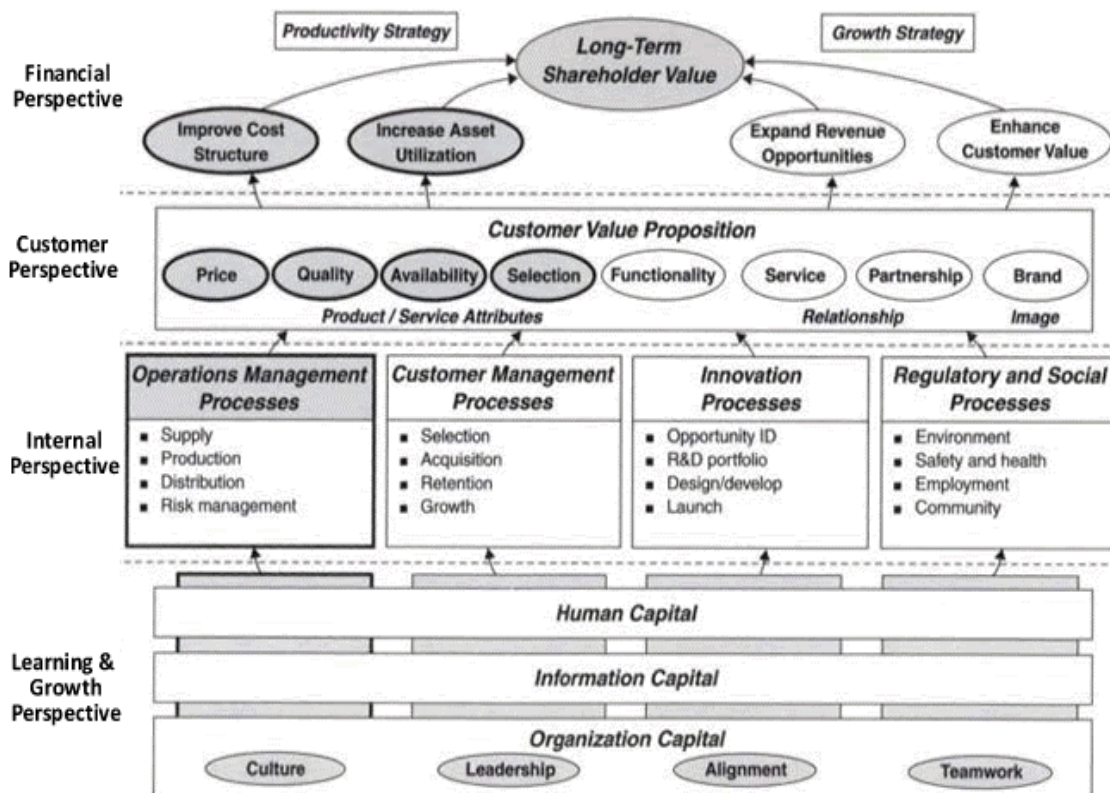 Productivity Strategy
Growth Strategy
Long-Term
Shareholder Value
Financial
Perspective
Improve Cost
Structure
Increase Asset
Utilization
Expand Revenue
Opportunities
Enhance
Customer Value
Customer
Perspective
Customer Value Proposition
Price
Quality
Availability
Selection
Functionality
Service
Partnership
Brand
Product / Service Attributes
Relationship
Image
Internal
Perspective
Operations Management
Processes
■ Supply
■ Production
■ Distribution
■ Risk management
Customer Management
Processes
■ Selection
■ Acquisition
■ Retention
■ Growth
Innovation
Processes
■ Opportunity ID
■ R&D portfolio
■ Design/develop
■ Launch
Regulatory and Social
Processes
■ Environment
■ Safety and health
■ Employment
■ Community
Learning &
Growth
Perspective
Human Capital
Information Capital
Organization Capital
Culture
Leadership
Alignment
Teamwork